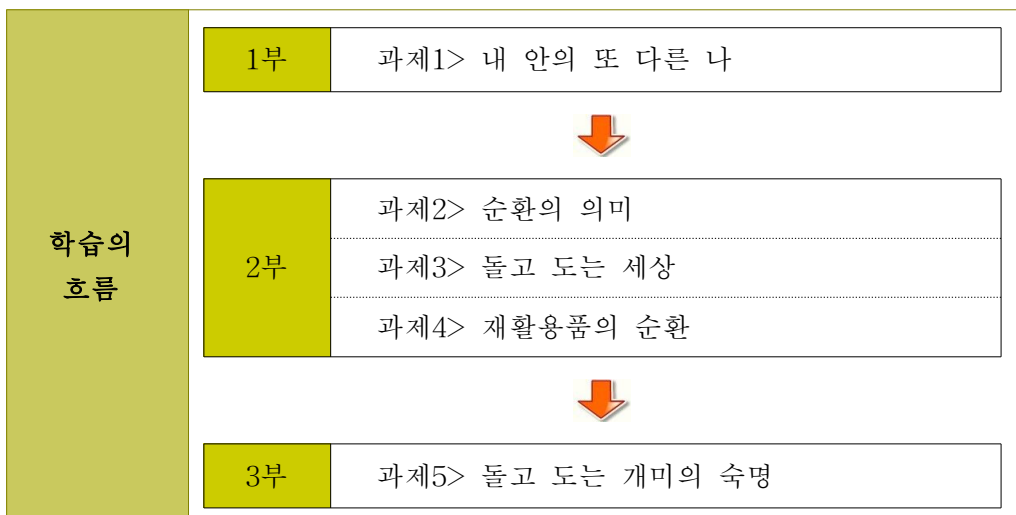 학습의
흐름
1부
과제1> 내 안의 또 다른 나
2부
과제2> 순환의 의미
과제3> 돌고 도는 세상
과제4> 재활용품의 순환
3부
과제5> 돌고 도는 개미의 숙명